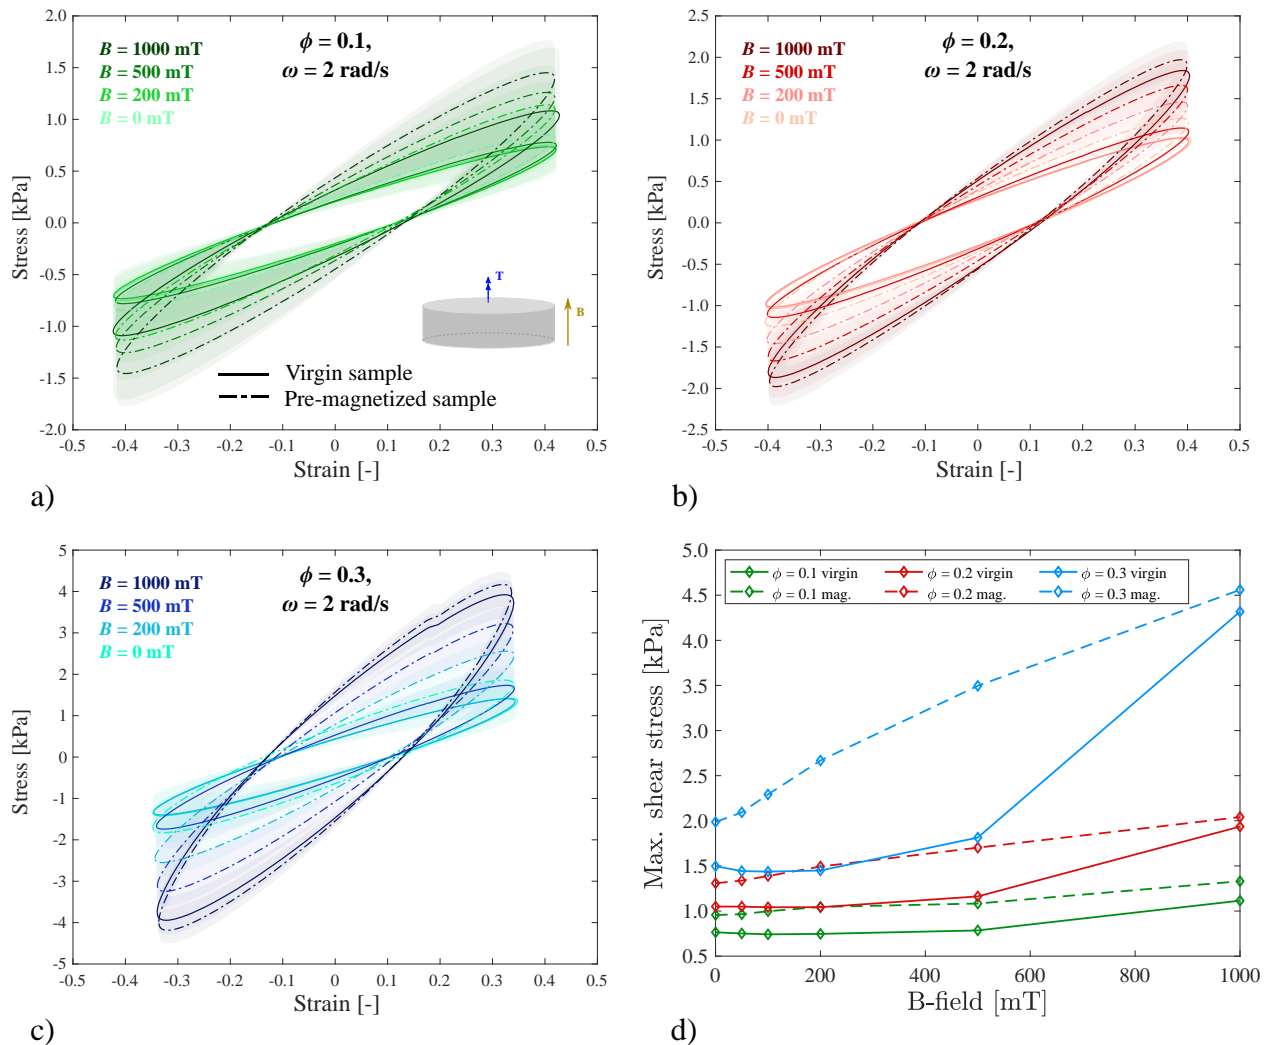 2.0
1.5
1.0
0.5
0.0
-0.5
-1.0
-1.5
-2.0
Stress [kPa]
B = 1000 mT
B = 500 mT
B = 200 mT
B = 0 mT
ϕ = 0.1,
ω = 2 rad/s
T
B
Virgin sample
Pre-magnetized sample
-0.5 -0.4 -0.3 -0.2 -0.1 0 0.1 0.2 0.3 0.4 0.5
Strain [-]
a)
2.5
2.0
1.5
1.0
0.5
0.0
-0.5
-1.0
-1.5
-2.0
-2.5
Stress [kPa]
B = 1000 mT
B = 500 mT
B = 200 mT
B = 0 mT
ϕ = 0.2,
ω = 2 rad/s
-0.5 -0.4 -0.3 -0.2 -0.1 0 0.1 0.2 0.3 0.4 0.5
Strain [-]
b)
5
4
3
2
1
0
-1
-2
-3
-4
-5
Stress [kPa]
B = 1000 mT
B = 500 mT
B = 200 mT
B = 0 mT
ϕ = 0.3,
ω = 2 rad/s
-0.5 -0.4 -0.3 -0.2 -0.1 0 0.1 0.2 0.3 0.4 0.5
Strain [-]
c)
5.0
4.5
4.0
3.5
3.0
2.5
2.0
1.5
1.0
0.5
Max. shear stress [kPa]
ϕ = 0.1 virgin ϕ = 0.2 virgin ϕ = 0.3 virgin
ϕ = 0.1 mag. ϕ = 0.2 mag. ϕ = 0.3 mag.
0 200 400 600 800 1000
B-field [mT]
d)